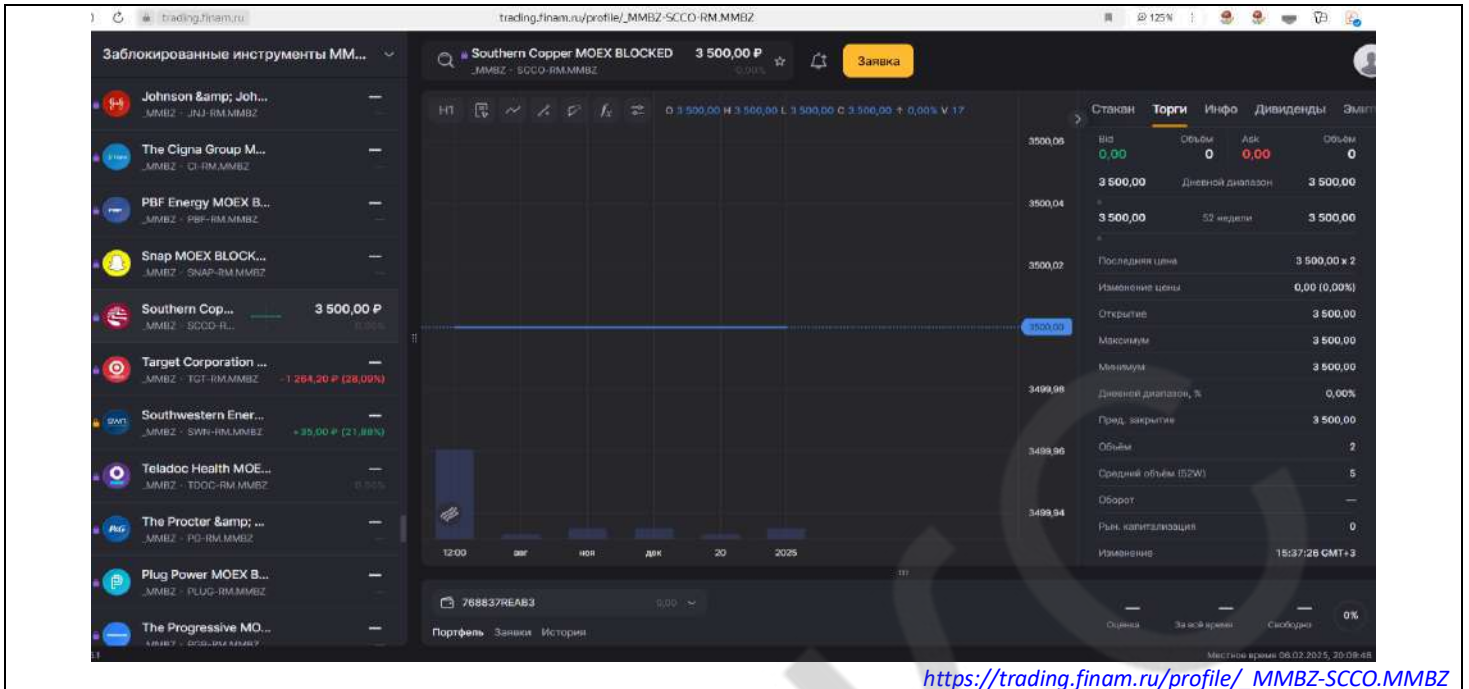 trading.finam.ru
trading.finam.ru/profile/_MMBZ-SCCO-RM.MMBZ
125 %
Заблокированные инструменты ММ...
Johnson &amp; Joh...
_MMBZ · JNJ-RM.MMBZ
The Cigna Group M...
_MMBZ · CI-RM.MMBZ
PBF Energy MOEX B...
_MMBZ · PBF-RM.MMBZ
Snap MOEX BLOCK...
_MMBZ · SNAP-RM.MMBZ
Southern Cop... 3 500,00 ₽
_MMBZ · SCCO-R... 0,00%
Target Corporation ...
_MMBZ · TGT-RM.MMBZ -1 264,20 ₽ (28,09%)
Southwestern Ener...
_MMBZ · SWN-RM.MMBZ +35,00 ₽ (21,88%)
Teladoc Health MOE...
_MMBZ · TDOC-RM.MMBZ 0,00%
The Procter &amp; ...
_MMBZ · PG-RM.MMBZ
Plug Power MOEX B...
_MMBZ · PLUG-RM.MMBZ
The Progressive MO...
Southern Copper MOEX BLOCKED 3 500,00 ₽
_MMBZ · SCCO-RM.MMBZ 0,00%
Заявка
H1 O 3 500,00 H 3 500,00 L 3 500,00 C 3 500,00 + 0,00% V 17
3500,06
3500,04
3500,02
3500,00
3499,98
3499,96
3499,94
12:00 авг ноя дек 20 2025
768837REAB3 0,00
Портфель Заявки История
Стакан Торги Инфо Дивиденды Эмит
Bid Объём Ask Объём
0,00 0 0,00 0
3 500,00 Дневной диапазон 3 500,00
3 500,00 52 недели 3 500,00
Последняя цена 3 500,00 x 2
Изменение цены 0,00 (0,00%)
Открытие 3 500,00
Максимум 3 500,00
Минимум 3 500,00
Дневной диапазон, % 0,00%
Пред. закрытие 3 500,00
Объём 2
Средний объём (52W) 5
Оборот —
Рын. капитализация 0
Изменение 15:37:26 GMT+3
Оценка За всё время Свободно 0%
Местное время 06.02.2025, 20:09:48
https://trading.finam.ru/profile/_MMBZ-SCCO.MMBZ